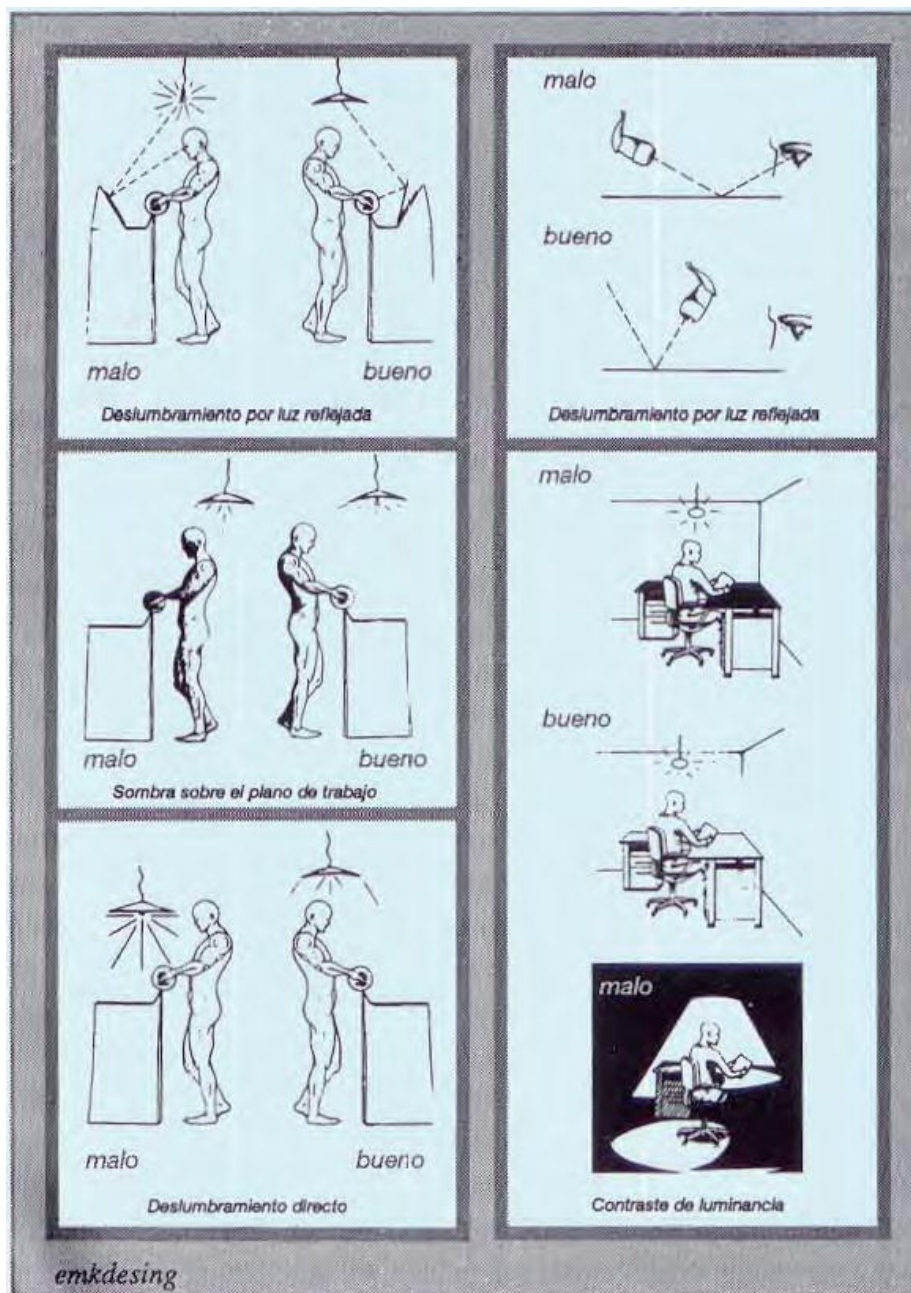 malo
bueno
Deslumbramiento por luz reflejada
malo
bueno
Sombra sobre el plano de trabajo
malo
bueno
Deslumbramiento directo
malo
bueno
Deslumbramiento por luz reflejada
malo
bueno
malo
Contraste de luminancia
emkdesing